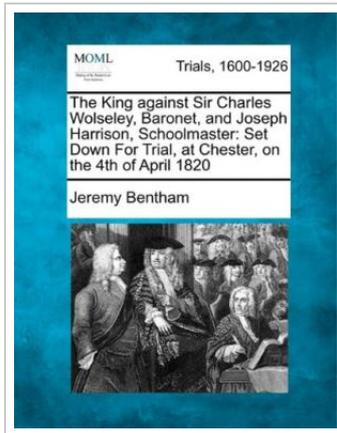 MOML
Trials, 1600-1926
The King against Sir Charles
Wolseley, Baronet, and Joseph
Harrison, Schoolmaster: Set
Down For Trial, at Chester, on
the 4th of April 1820
Jeremy Bentham